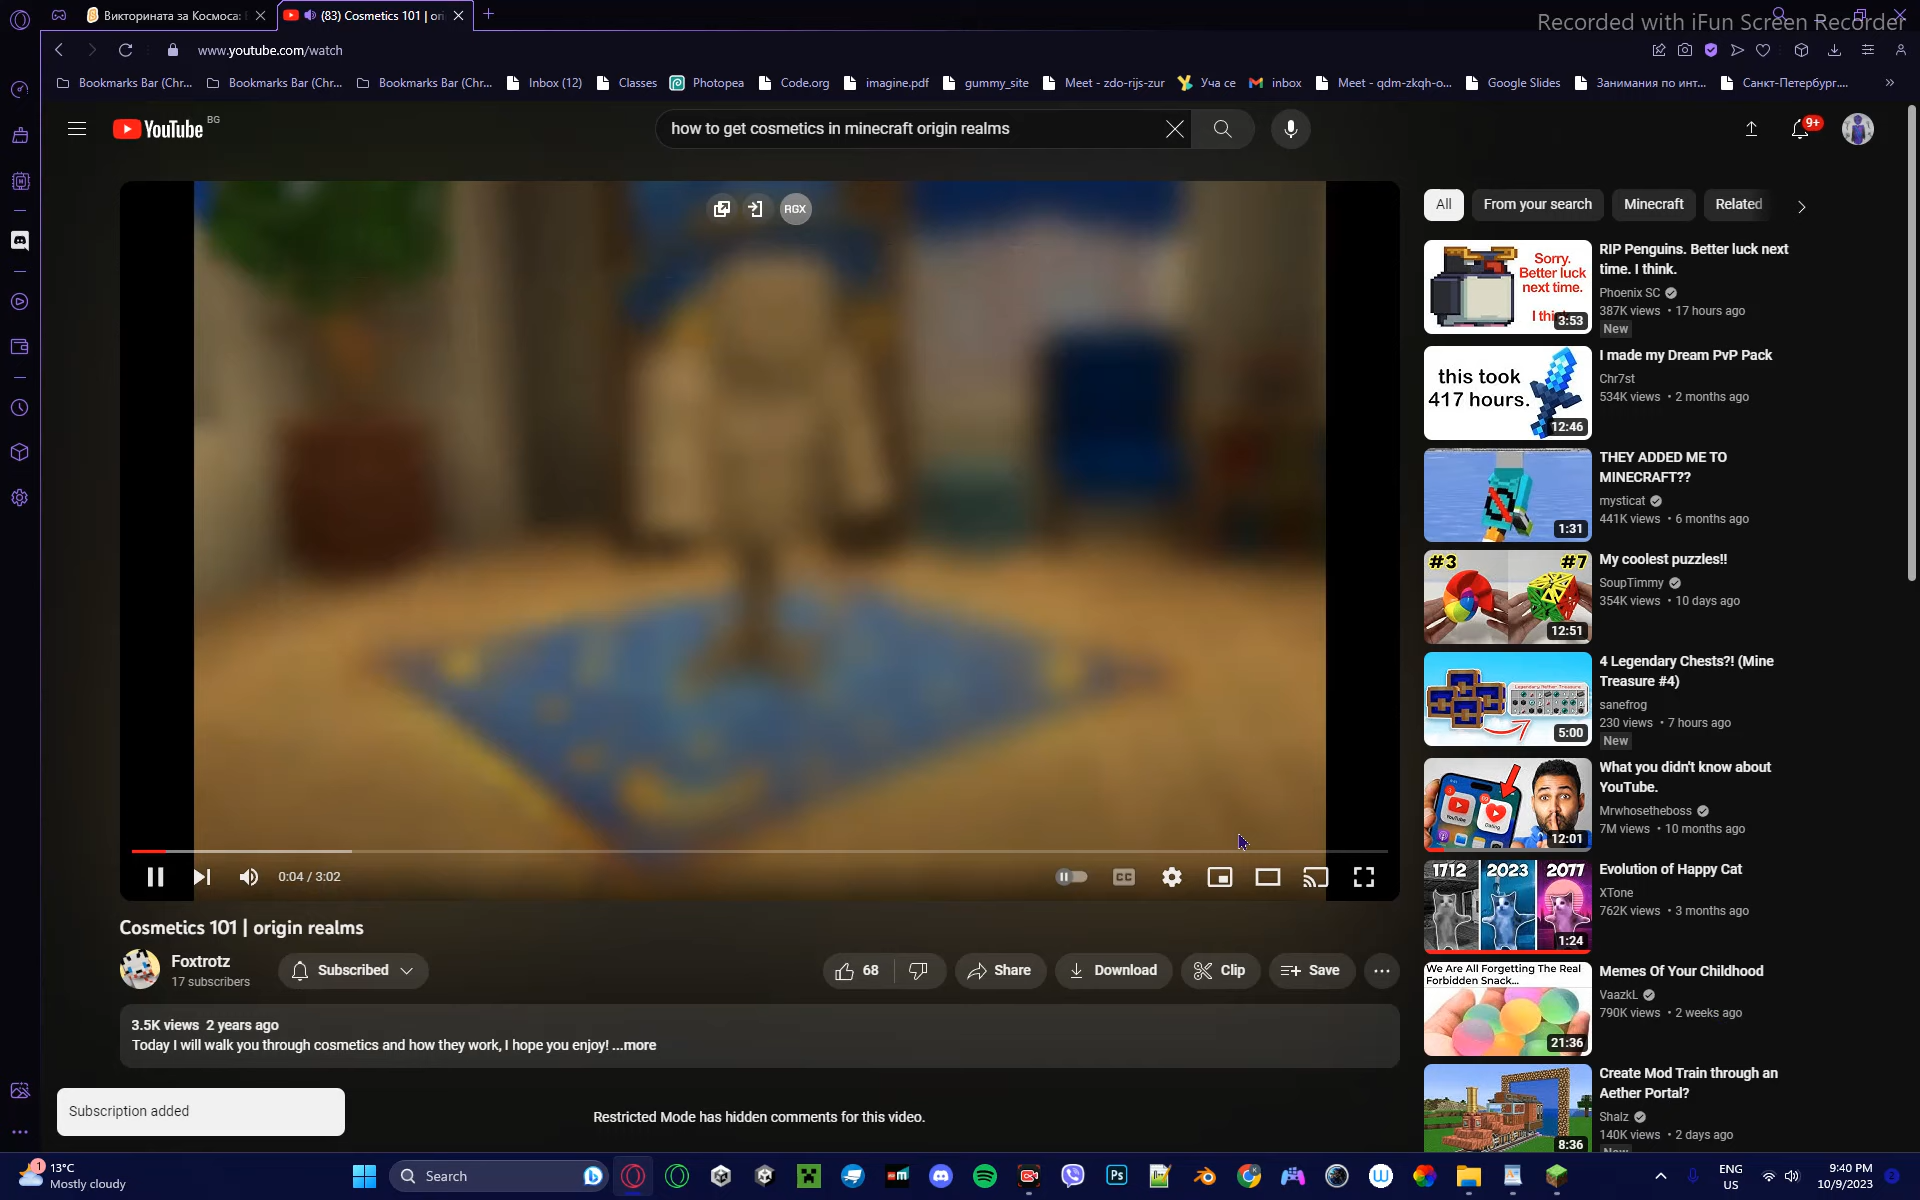 Викторината за Космоса:
(83) Cosmetics 101 | ori
Recorded with iFun Screen Recorder
www.youtube.com/watch
Bookmarks Bar (Chr...
Bookmarks Bar (Chr...
Bookmarks Bar (Chr...
Inbox (12)
Classes
Photopea
Code.org
imagine.pdf
gummy_site
Meet - zdo-rijs-zur
Уча се
inbox
Meet - qdm-zkqh-o...
Google Slides
Занимания по инт...
Санкт-Петербург....
YouTube BG
how to get cosmetics in minecraft origin realms
9+
RGX
All
From your search
Minecraft
Related
Sorry.
Better luck
next time.
I thi
3:53
RIP Penguins. Better luck next
time. I think.
Phoenix SC
387K views • 17 hours ago
New
this took
417 hours.
12:46
I made my Dream PvP Pack
Chr7st
534K views • 2 months ago
1:31
THEY ADDED ME TO
MINECRAFT??
mysticat
441K views • 6 months ago
#3
#7
12:51
My coolest puzzles!!
SoupTimmy
354K views • 10 days ago
5:00
4 Legendary Chests?! (Mine
Treasure #4)
sanefrog
230 views • 7 hours ago
New
12:01
What you didn't know about
YouTube.
Mrwhosetheboss
7M views • 10 months ago
1712
2023
2077
1:24
Evolution of Happy Cat
XTone
762K views • 3 months ago
We Are All Forgetting The Real
Forbidden Snack...
21:36
Memes Of Your Childhood
VaazkL
790K views • 2 weeks ago
8:36
Create Mod Train through an
Aether Portal?
Shalz
140K views • 2 days ago
0:04 / 3:02
CC
Cosmetics 101 | origin realms
Foxtrotz
17 subscribers
Subscribed
68
Share
Download
Clip
Save
3.5K views 2 years ago
Today I will walk you through cosmetics and how they work, I hope you enjoy! ...more
Subscription added
Restricted Mode has hidden comments for this video.
1
13°C
Mostly cloudy
Search
Ps
ENG
US
9:40 PM
10/9/2023
2